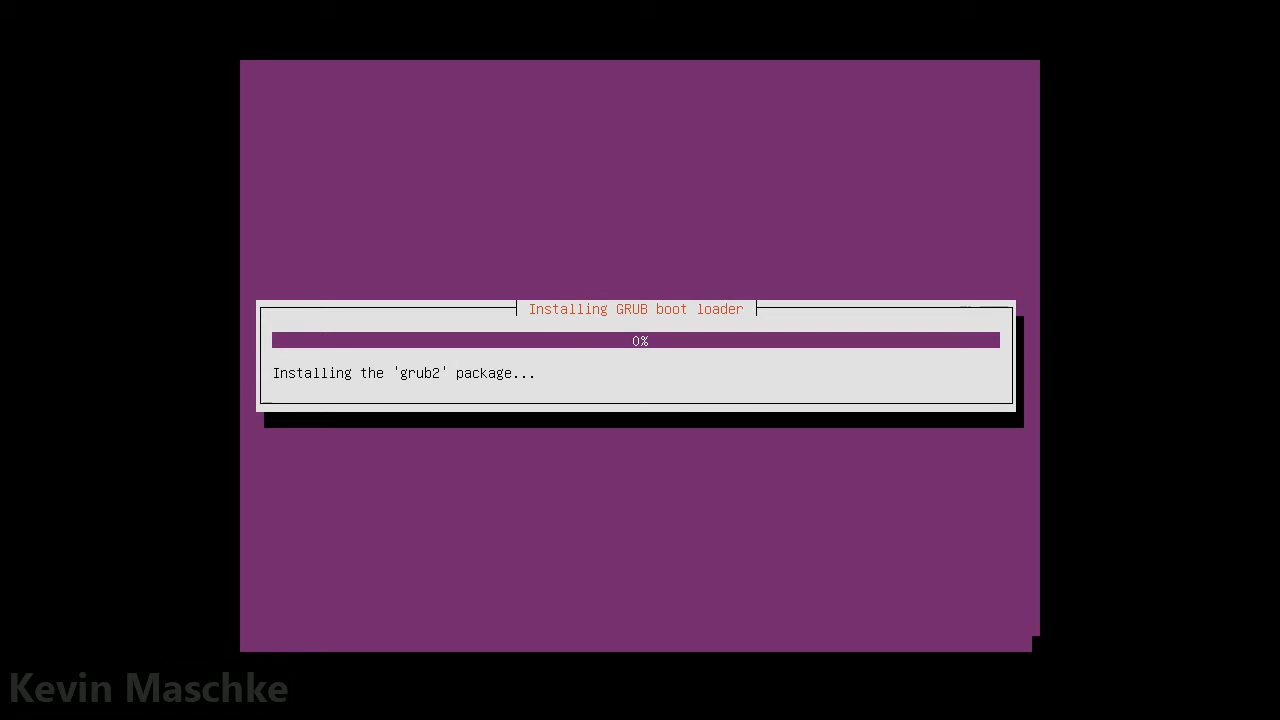 Installing GRUB boot loader
0%
Installing the 'grub2' package...
Kevin Maschke